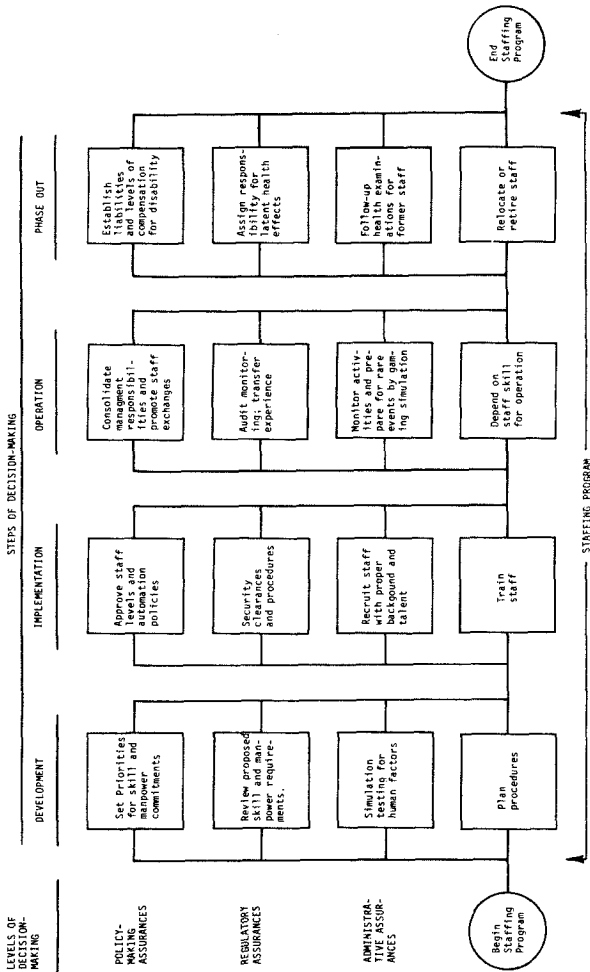 STEPS OF DECISION-MAKING
LEVELS OF
DECISION-
MAKING
DEVELOPMENT
IMPLEMENTATION
OPERATION
PHASE OUT
POLICY-
MAKING
ASSURANCES
Set Priorities
for skill and
manpower
commitments
Approve staff
levels and
automation
policies
Consolidate
managment
responsibil-
ities and
promote staff
exchanges
Establish
liabilities
and levels of
compensation
for disability
REGULATORY
ASSURANCES
Review proposed
skill and man-
power require-
ments.
Security
clearances
and procedures
Audit monitor-
ing; transfer
experience
Assign respons-
ibility for
latent health
effects
ADMINISTRA-
TIVE ASSUR-
ANCES
Simulation
testing for
human factors
Recruit staff
with proper
backgound and
talent
Monitor activ-
ities and pre-
pare for rare
events by gam-
ing simulation
Follow-up
health examin-
ations for
former staff
Begin
Staffing
Program
Plan
procedures
Train
staff
Depend on
staff skill
for operation
Relocate or
retire staff
End
Staffing
Program
STAFFING PROGRAM